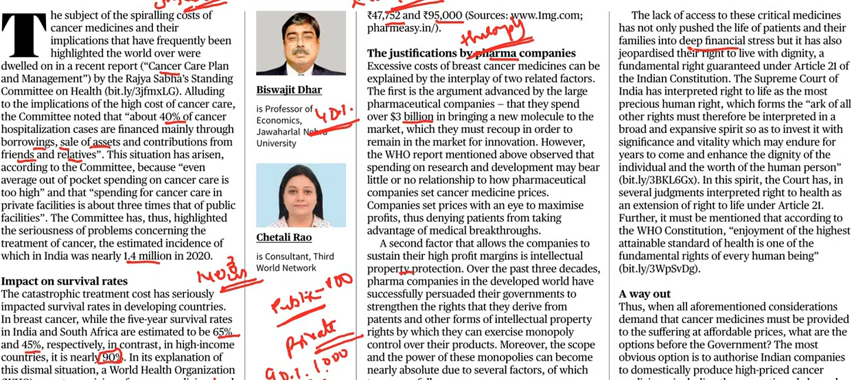 The subject of the spiralling costs of
cancer medicines and their
implications that have frequently been
highlighted the world over were
dwelled on in a recent report (“Cancer Care Plan
and Management”) by the Rajya Sabha’s Standing
Committee on Health (bit.ly/3jfmxLG). Alluding
to the implications of the high cost of cancer care,
the Committee noted that “about 40% of cancer
hospitalization cases are financed mainly through
borrowings, sale of assets and contributions from
friends and relatives”. This situation has arisen,
according to the Committee, because “even
average out of pocket spending on cancer care is
too high” and that “spending for cancer care in
private facilities is about three times that of public
facilities”. The Committee has, thus, highlighted
the seriousness of problems concerning the
treatment of cancer, the estimated incidence of
which in India was nearly 1.4 million in 2020.
Impact on survival rates
The catastrophic treatment cost has seriously
impacted survival rates in developing countries.
In breast cancer, while the five-year survival rates
in India and South Africa are estimated to be 65%
and 45%, respectively, in contrast, in high-income
countries, it is nearly 90%. In its explanation of
this dismal situation, a World Health Organization
Biswajit Dhar
is Professor of
Economics,
Jawaharlal Nehru
University
40%
Chetali Rao
is Consultant, Third
World Network
Public - 100
Private
₹47,752 and ₹95,000 (Sources: www.1mg.com;
pharmeasy.in/).
therapy
The justifications by pharma companies
Excessive costs of breast cancer medicines can be
explained by the interplay of two related factors.
The first is the argument advanced by the large
pharmaceutical companies — that they spend
over $3 billion in bringing a new molecule to the
market, which they must recoup in order to
remain in the market for innovation. However,
the WHO report mentioned above observed that
spending on research and development may bear
little or no relationship to how pharmaceutical
companies set cancer medicine prices.
Companies set prices with an eye to maximise
profits, thus denying patients from taking
advantage of medical breakthroughs.
A second factor that allows the companies to
sustain their high profit margins is intellectual
property protection. Over the past three decades,
pharma companies in the developed world have
successfully persuaded their governments to
strengthen the rights that they derive from
patents and other forms of intellectual property
rights by which they can exercise monopoly
control over their products. Moreover, the scope
and the power of these monopolies can become
nearly absolute due to several factors, of which
The lack of access to these critical medicines
has not only pushed the life of patients and their
families into deep financial stress but it has also
jeopardised their right to live with dignity, a
fundamental right guaranteed under Article 21 of
the Indian Constitution. The Supreme Court of
India has interpreted right to life as the most
precious human right, which forms the “ark of all
other rights must therefore be interpreted in a
broad and expansive spirit so as to invest it with
significance and vitality which may endure for
years to come and enhance the dignity of the
individual and the worth of the human person”
(bit.ly/3BKL6Gx). In this spirit, the Court has, in
several judgments interpreted right to health as
an extension of right to life under Article 21.
Further, it must be mentioned that according to
the WHO Constitution, “enjoyment of the highest
attainable standard of health is one of the
fundamental rights of every human being”
(bit.ly/3WpSvDg).
A way out
Thus, when all aforementioned considerations
demand that cancer medicines must be provided
to the suffering at affordable prices, what are the
options before the Government? The most
obvious option is to authorise Indian companies
to domestically produce high-priced cancer